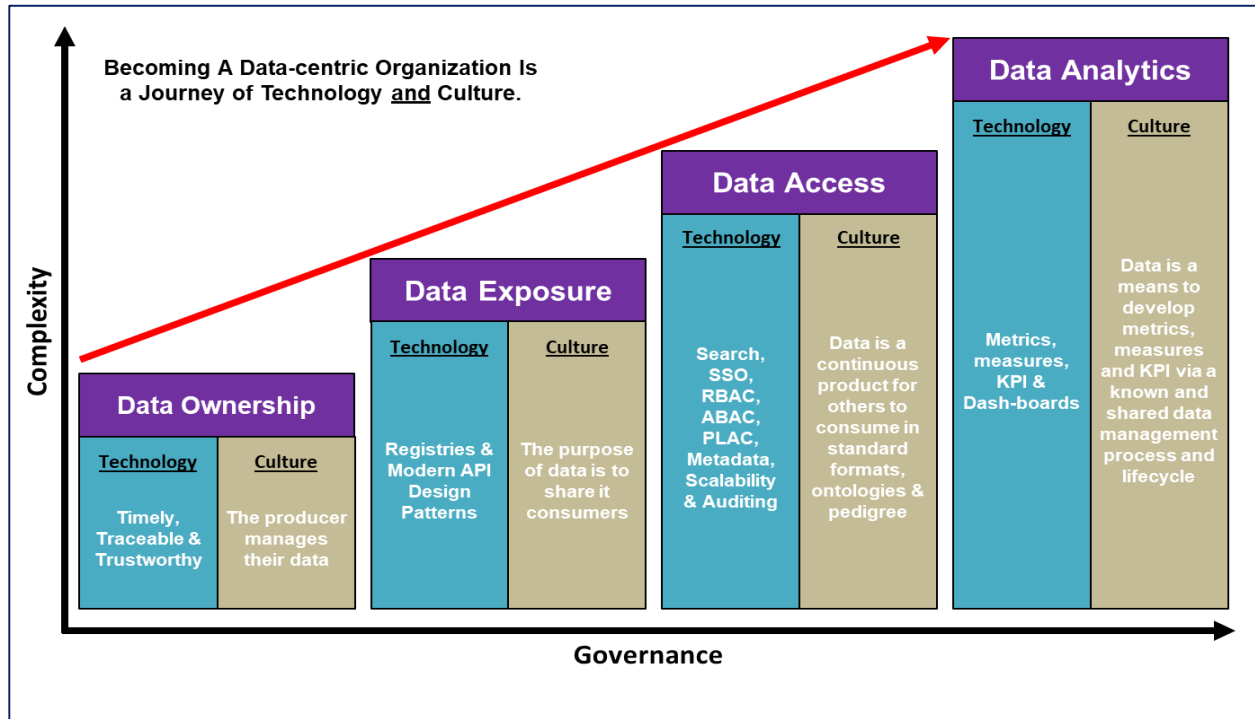 Becoming A Data-centric Organization Is
a Journey of Technology and Culture.
Complexity
Data Ownership
Technology
Timely,
Traceable &
Trustworthy
Culture
The producer
manages
their data
Data Exposure
Technology
Registries &
Modern API
Design
Patterns
Culture
The purpose
of data is to
share it
consumers
Data Access
Technology
Search,
SSO,
RBAC,
ABAC,
PLAC,
Metadata,
Scalability
& Auditing
Culture
Data is a
continuous
product for
others to
consume in
standard
formats,
ontologies &
pedigree
Data Analytics
Technology
Metrics,
measures,
KPI &
Dash-boards
Culture
Data is a
means to
develop
metrics,
measures
and KPI via a
known and
shared data
management
process and
lifecycle
Governance